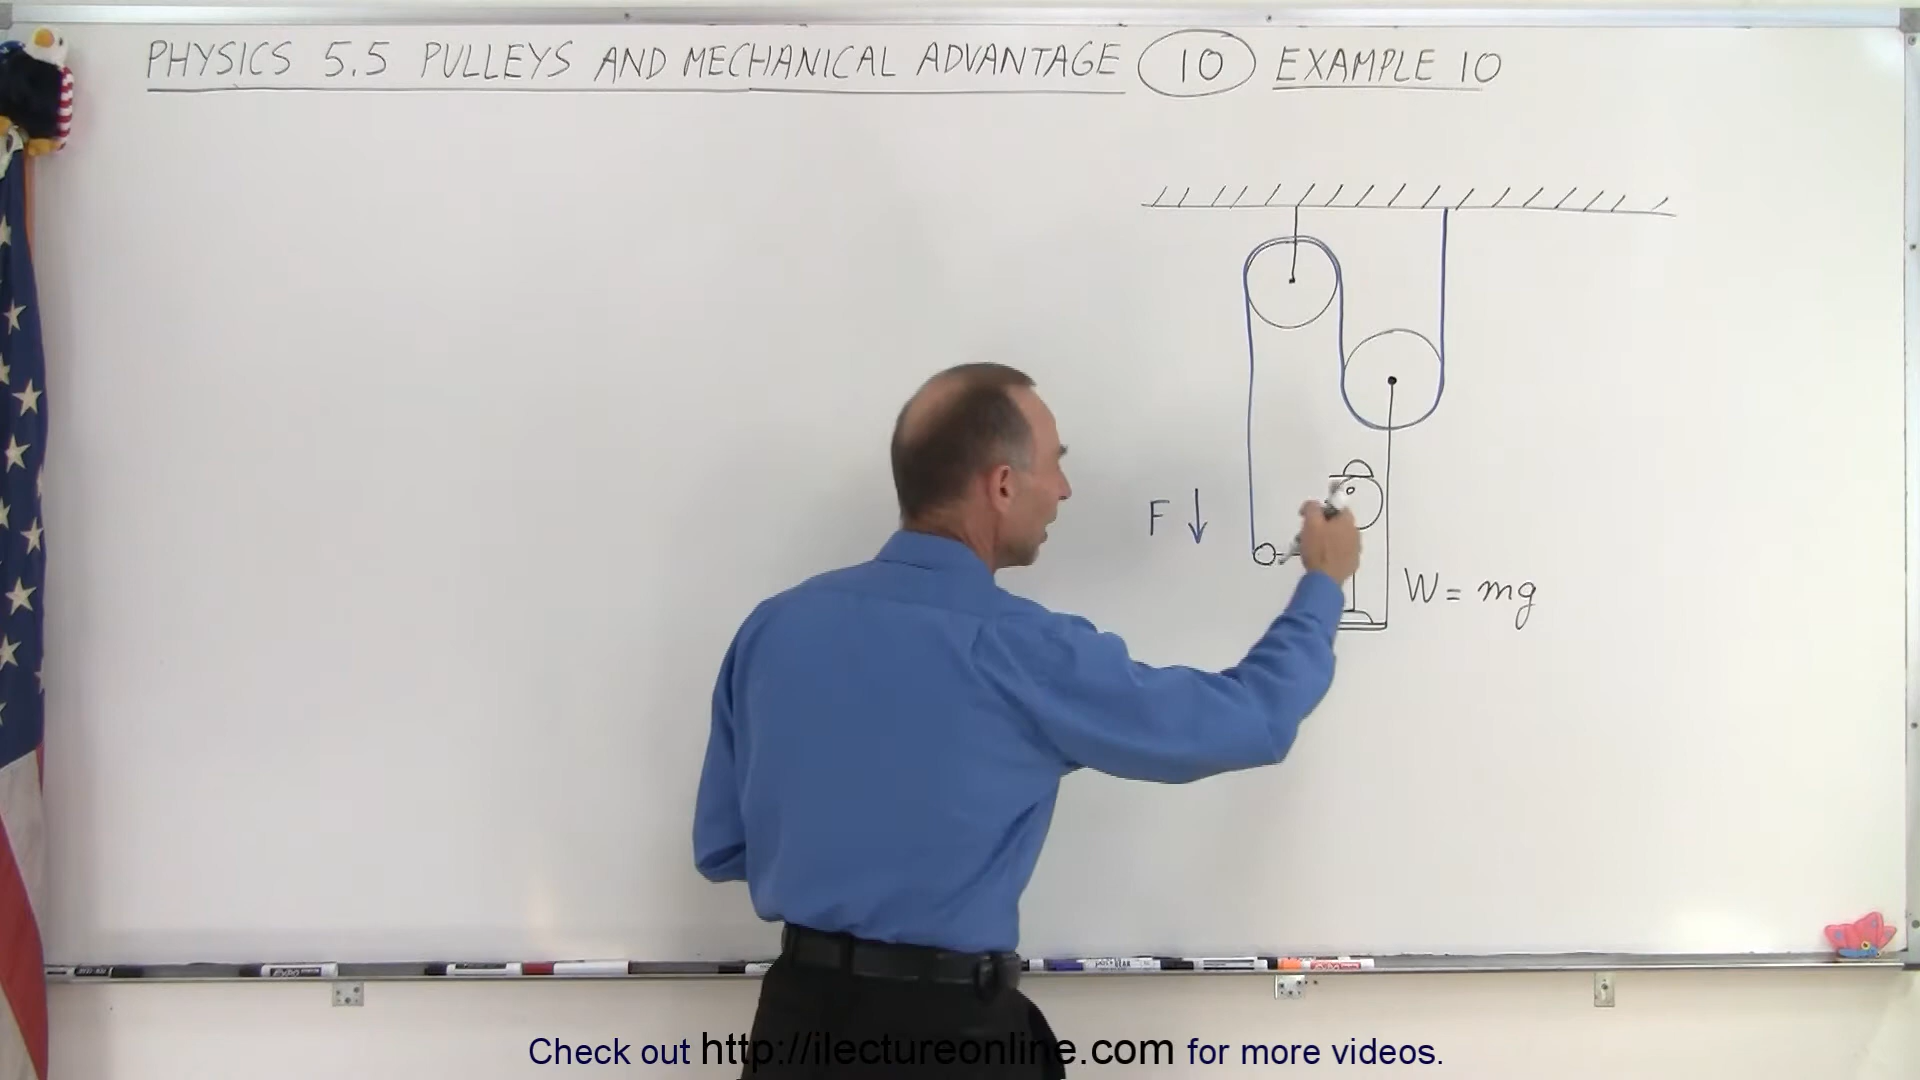 PHYSICS 5.5 PULLEYS AND MECHANICAL ADVANTAGE 10 EXAMPLE 10
F
W = mg
Check out http://ilectureonline.com for more videos.